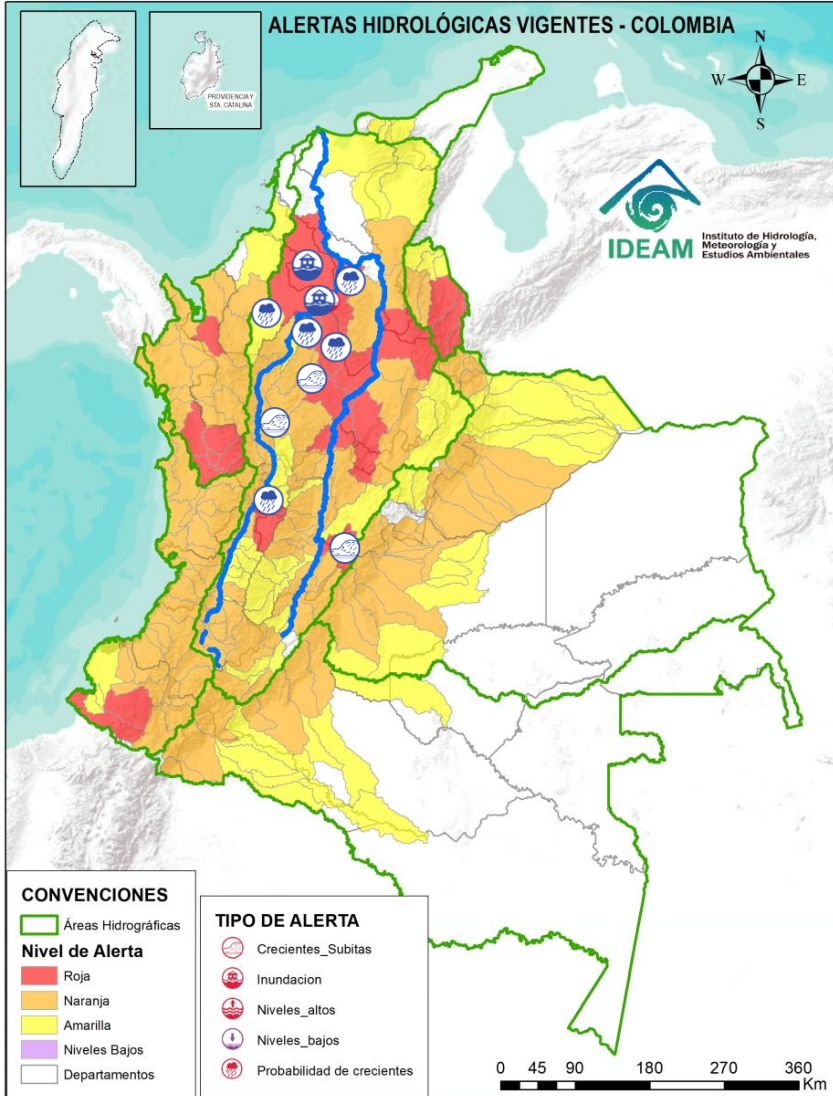 ALERTAS HIDROLÓGICAS VIGENTES - COLOMBIA
PROVIDENCIA Y
STA. CATALINA
N
W
E
S
IDEAM
Instituto de Hidrología,
Meteorología y
Estudios Ambientales
CONVENCIONES
Áreas Hidrográficas
Nivel de Alerta
Roja
Naranja
Amarilla
Niveles Bajos
Departamentos
TIPO DE ALERTA
Crecientes_Subitas
Inundacion
Niveles_altos
Niveles_bajos
Probabilidad de crecientes
0 45 90 180 270 360
Km